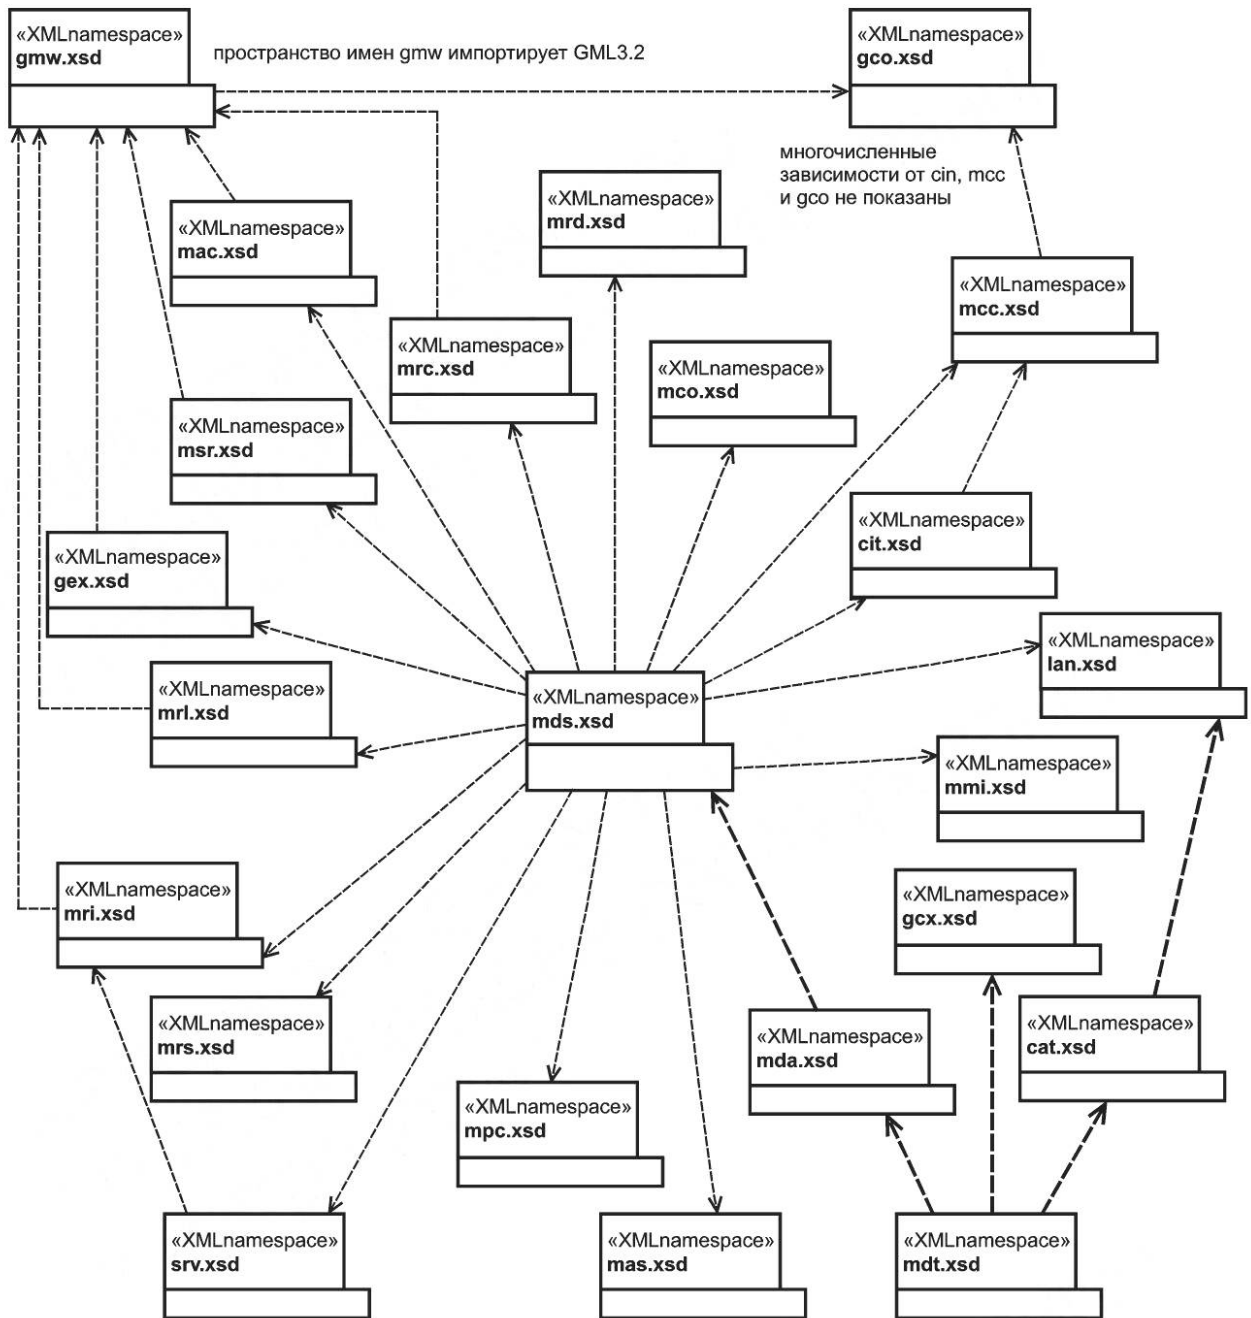 «XMLnamespace»
gmw.xsd
пространство имен gmw импортирует GML3.2
«XMLnamespace»
gco.xsd
многочисленные
зависимости от cin, mcc
и gco не показаны
«XMLnamespace»
mrd.xsd
«XMLnamespace»
mac.xsd
«XMLnamespace»
mcc.xsd
«XMLnamespace»
mrc.xsd
«XMLnamespace»
mco.xsd
«XMLnamespace»
msr.xsd
«XMLnamespace»
cit.xsd
«XMLnamespace»
gex.xsd
«XMLnamespace»
lan.xsd
«XMLnamespace»
mrl.xsd
«XMLnamespace»
mds.xsd
«XMLnamespace»
mmi.xsd
«XMLnamespace»
mri.xsd
«XMLnamespace»
gcx.xsd
«XMLnamespace»
mrs.xsd
«XMLnamespace»
mda.xsd
«XMLnamespace»
cat.xsd
«XMLnamespace»
mpc.xsd
«XMLnamespace»
srv.xsd
«XMLnamespace»
mas.xsd
«XMLnamespace»
mdt.xsd